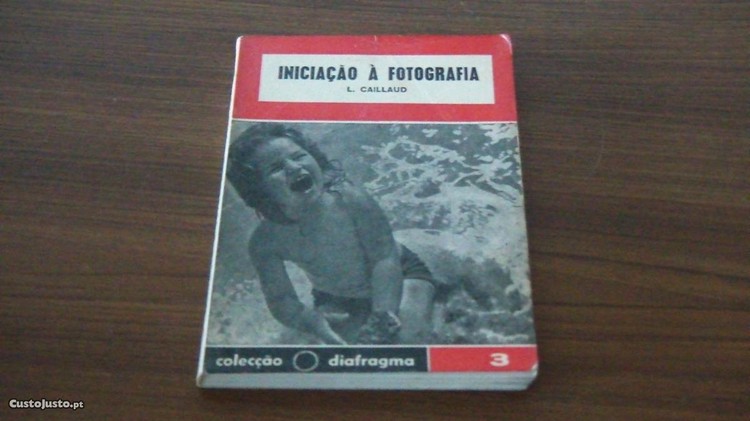 INICIAÇÃO À FOTOGRAFIA
L. CAILLAUD
colecção diafragma 3
CustoJusto.pt